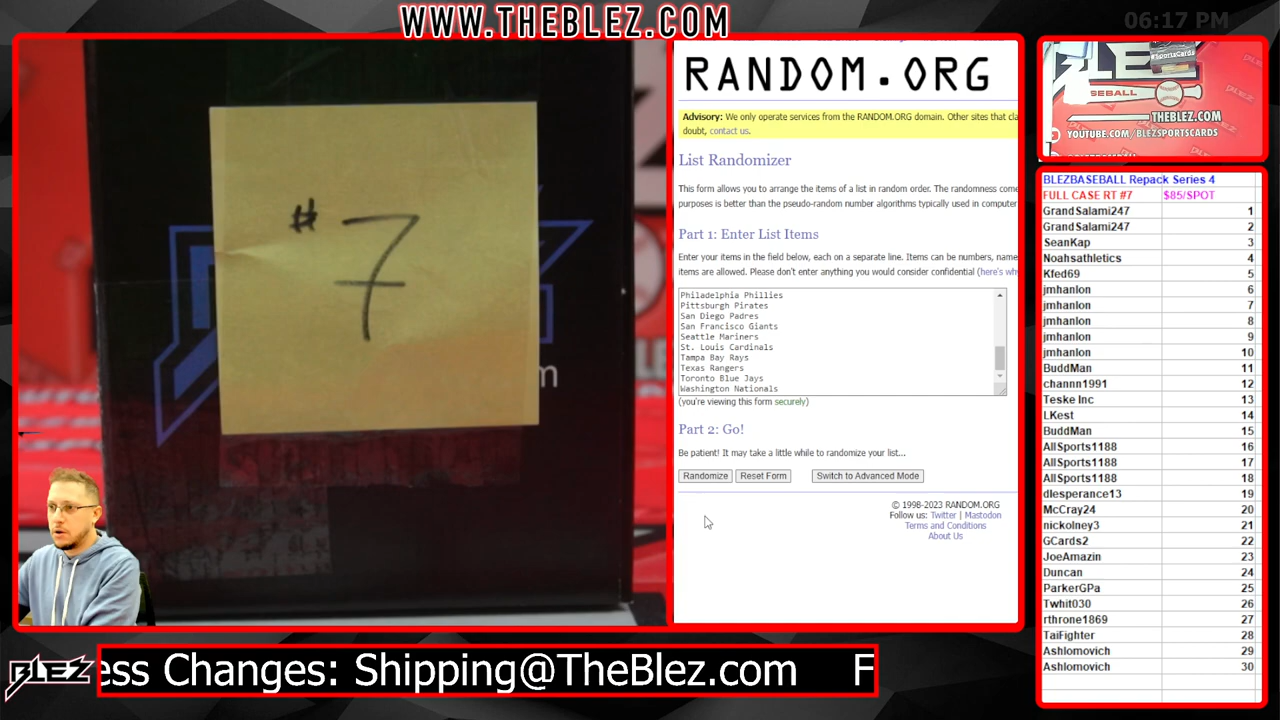 WWW.THEBLEZ.COM
06:17 PM
#7
m
RANDOM.ORG
Advisory: We only operate services from the RANDOM.ORG domain. Other sites that cla
doubt, contact us.
List Randomizer
This form allows you to arrange the items of a list in random order. The randomness come
purposes is better than the pseudo-random number algorithms typically used in computer
Part 1: Enter List Items
Enter your items in the field below, each on a separate line. Items can be numbers, name
items are allowed. Please don't enter anything you would consider confidential (here's wh
Philadelphia Phillies
Pittsburgh Pirates
San Diego Padres
San Francisco Giants
Seattle Mariners
St. Louis Cardinals
Tampa Bay Rays
Texas Rangers
Toronto Blue Jays
Washington Nationals
(you're viewing this form securely)
Part 2: Go!
Be patient! It may take a little while to randomize your list...
Randomize Reset Form Switch to Advanced Mode
© 1998-2023 RANDOM.ORG
Follow us: Twitter | Mastodon
Terms and Conditions
About Us
SEBALL
THEBLEZ.COM
YOUTUBE.COM/BLEZSPORTSCARDS
BLEZBASEBALL Repack Series 4
FULL CASE RT #7 $85/SPOT
GrandSalami247 1
GrandSalami247 2
SeanKap 3
Noahsathletics 4
Kfed69 5
jmhanlon 6
jmhanlon 7
jmhanlon 8
jmhanlon 9
jmhanlon 10
BuddMan 11
channn1991 12
Teske Inc 13
LKest 14
BuddMan 15
AllSports1188 16
AllSports1188 17
AllSports1188 18
dlesperance13 19
McCray24 20
nickolney3 21
GCards2 22
JoeAmazin 23
Duncan 24
ParkerGPa 25
Twhit030 26
rthrone1869 27
TaiFighter 28
Ashlomovich 29
Ashlomovich 30
BLEZ
ess Changes: Shipping@TheBlez.com F